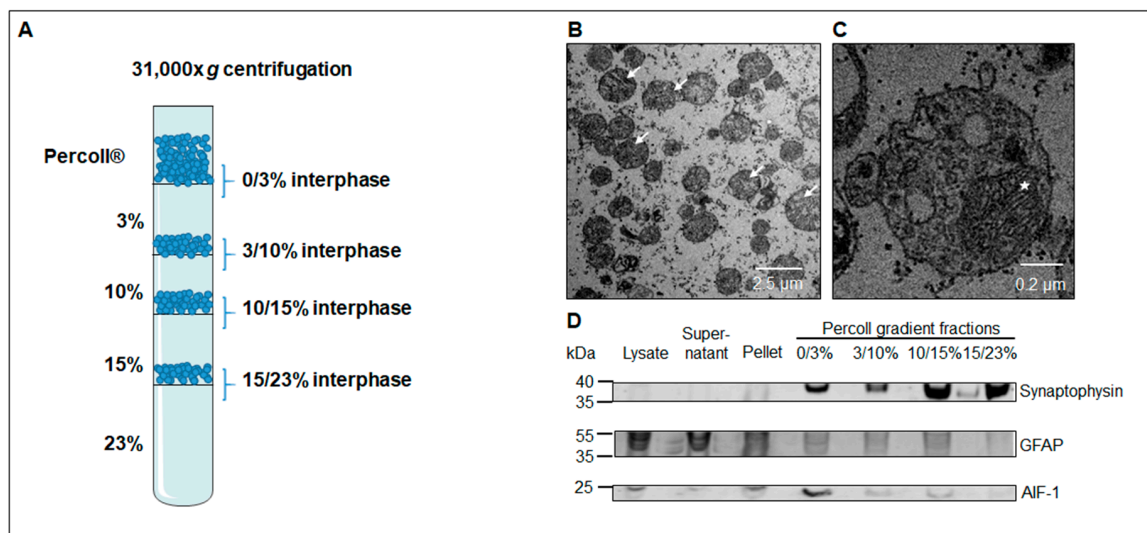 A
31,000x g centrifugation
Percoll®
0/3% interphase
3%
3/10% interphase
10%
10/15% interphase
15%
15/23% interphase
23%
B
2.5 µm
C
0.2 µm
D
Percoll gradient fractions
kDa Lysate Super-natant Pellet 0/3% 3/10% 10/15% 15/23%
40
35
Synaptophysin
55
35
GFAP
25
AIF-1